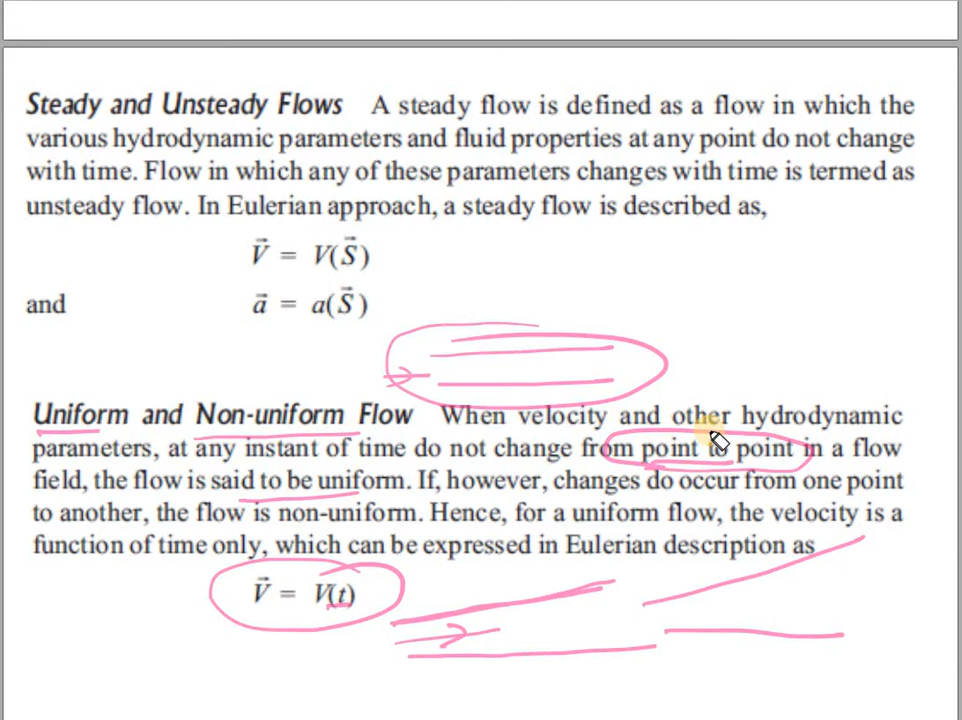 Steady and Unsteady Flows A steady flow is defined as a flow in which the
various hydrodynamic parameters and fluid properties at any point do not change
with time. Flow in which any of these parameters changes with time is termed as
unsteady flow. In Eulerian approach, a steady flow is described as,
V⃗ = V(S⃗)
and a⃗ = a(S⃗)
Uniform and Non-uniform Flow When velocity and other hydrodynamic
parameters, at any instant of time do not change from point to point in a flow
field, the flow is said to be uniform. If, however, changes do occur from one point
to another, the flow is non-uniform. Hence, for a uniform flow, the velocity is a
function of time only, which can be expressed in Eulerian description as
V⃗ = V(t)